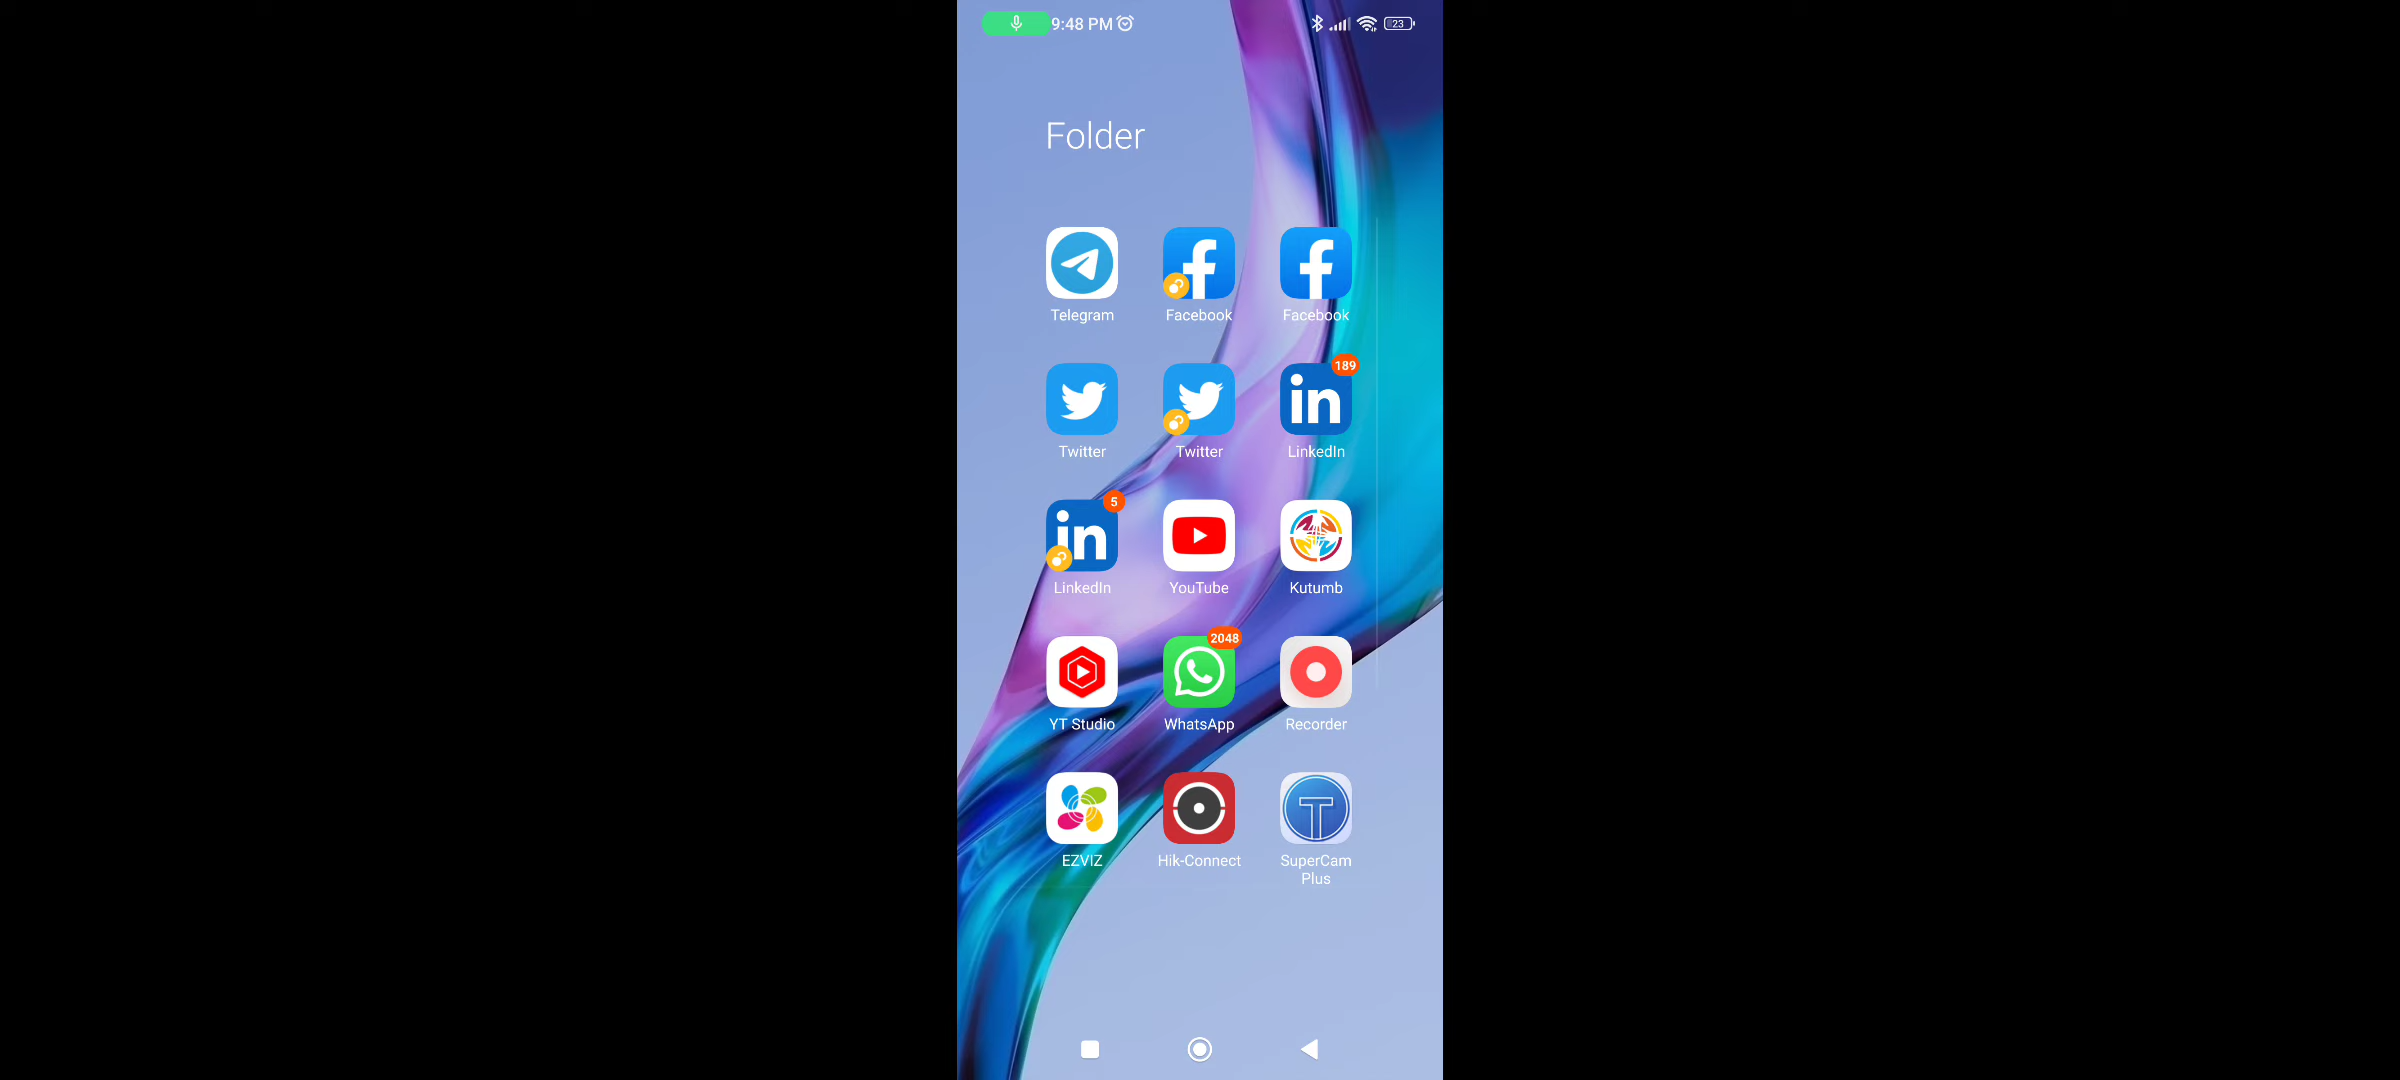 9:48 PM 23
Folder
Telegram Facebook Facebook
189
Twitter Twitter LinkedIn
5
LinkedIn YouTube Kutumb
2048
YT Studio WhatsApp Recorder
EZVIZ Hik-Connect SuperCam
Plus